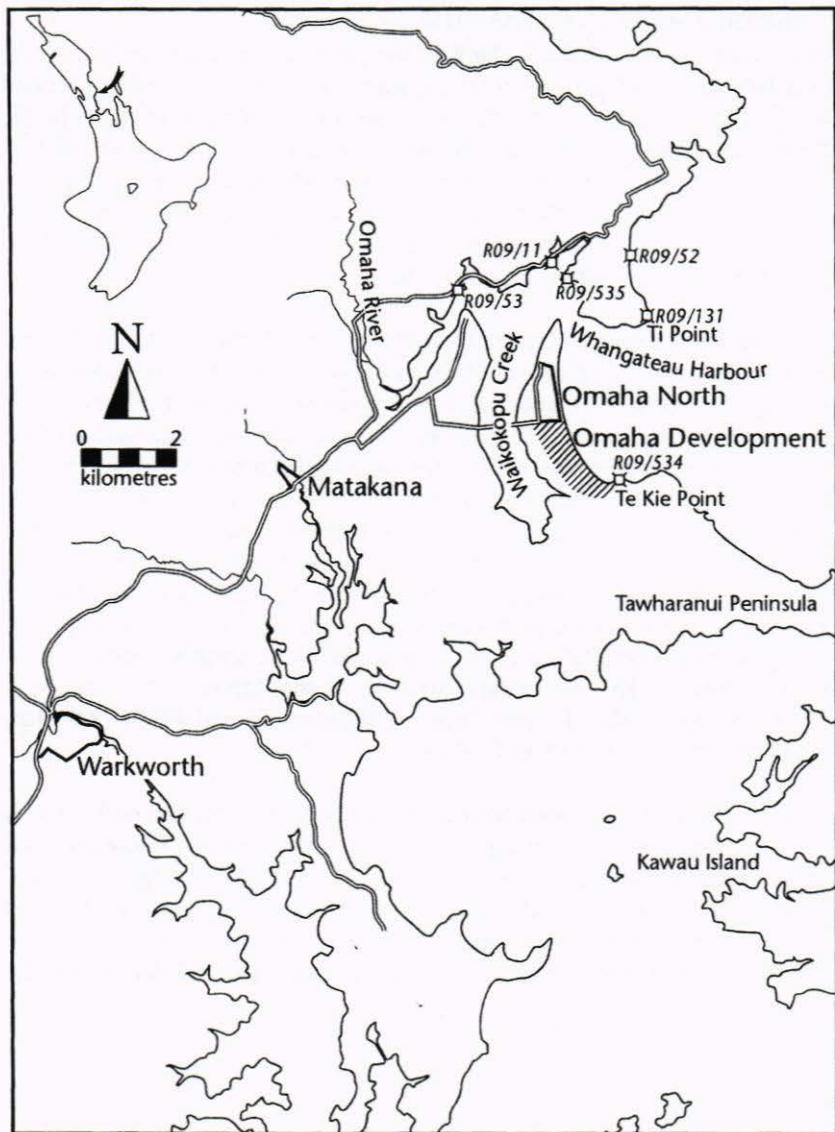 R09/11
R09/52
Omaha River
R09/535
R09/53
R09/131
Ti Point
N
Whangateau Harbour
Waikokopu Creek
Omaha North
0 2
kilometres
Omaha Development
R09/534
Matakana
Te Kie Point
Tawharanui Peninsula
Warkworth
Kawau Island